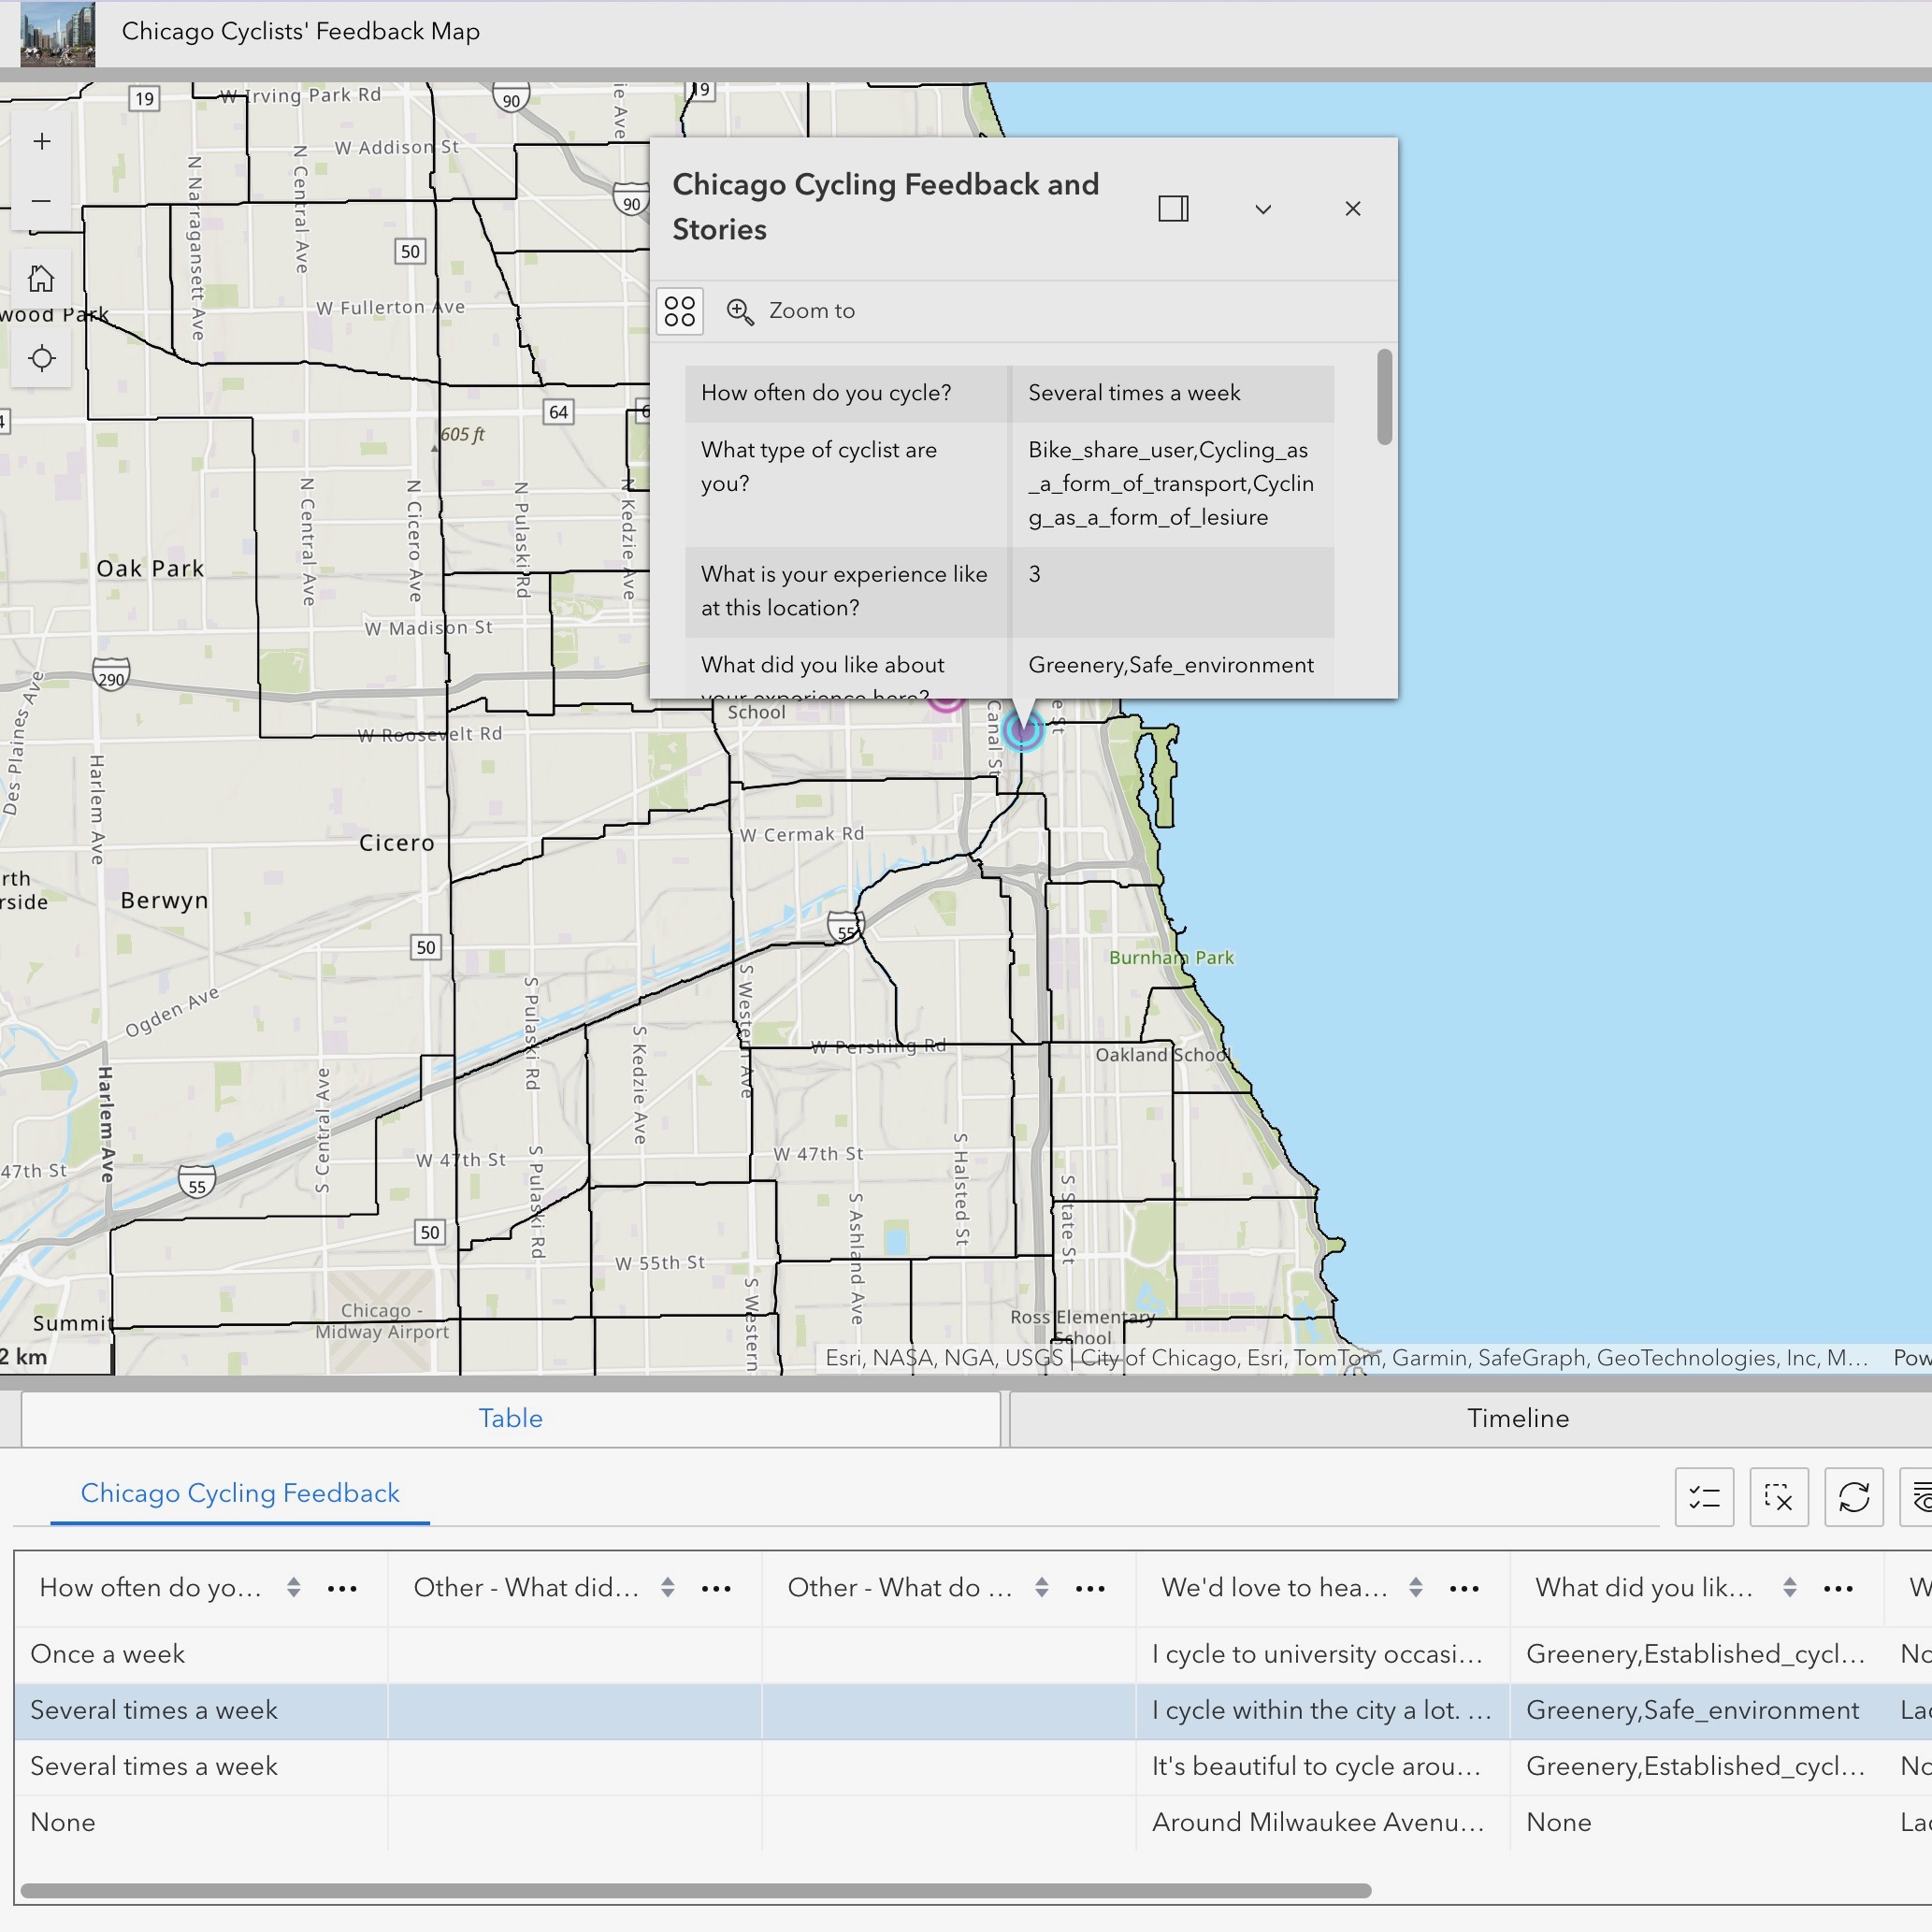 Chicago Cyclists' Feedback Map
19
W Irving Park Rd
90
19
W Addison St
N Narragansett Ave
N Central Ave
90
50
W Fullerton Ave
wood Park
64
605 ft
N Central Ave
N Cicero Ave
N Pulaski Rd
N Kedzie Ave
Oak Park
W Madison St
290
Des Plaines Ave
W Roosevelt Rd
Harlem Ave
School
Canal St
e St
Cicero
W Cermak Rd
rth
rside
Berwyn
55
50
Burnham Park
Ogden Ave
S Pulaski Rd
S Kedzie Ave
S Western Ave
W Pershing Rd
Oakland School
Harlem Ave
S Central Ave
47th St
W 47th St
W 47th St
55
50
S Pulaski Rd
S Ashland Ave
S Halsted St
S State St
W 55th St
S Western
Chicago -
Midway Airport
Summit
Ross Elementary
School
2 km
Esri, NASA, NGA, USGS | City of Chicago, Esri, TomTom, Garmin, SafeGraph, GeoTechnologies, Inc, M...
Pow
Chicago Cycling Feedback and
Stories
Zoom to
How often do you cycle?
Several times a week
What type of cyclist are
you?
Bike_share_user,Cycling_as
_a_form_of_transport,Cyclin
g_as_a_form_of_lesiure
What is your experience like
at this location?
3
What did you like about
your experience here?
Greenery,Safe_environment
Table
Timeline
Chicago Cycling Feedback
How often do yo...
Other - What did...
Other - What do ...
We'd love to hea...
What did you lik...
W
Once a week
I cycle to university occasi...
Greenery,Established_cycl...
No
Several times a week
I cycle within the city a lot. ...
Greenery,Safe_environment
Lac
Several times a week
It's beautiful to cycle arou...
Greenery,Established_cycl...
No
None
Around Milwaukee Avenu...
None
Lac